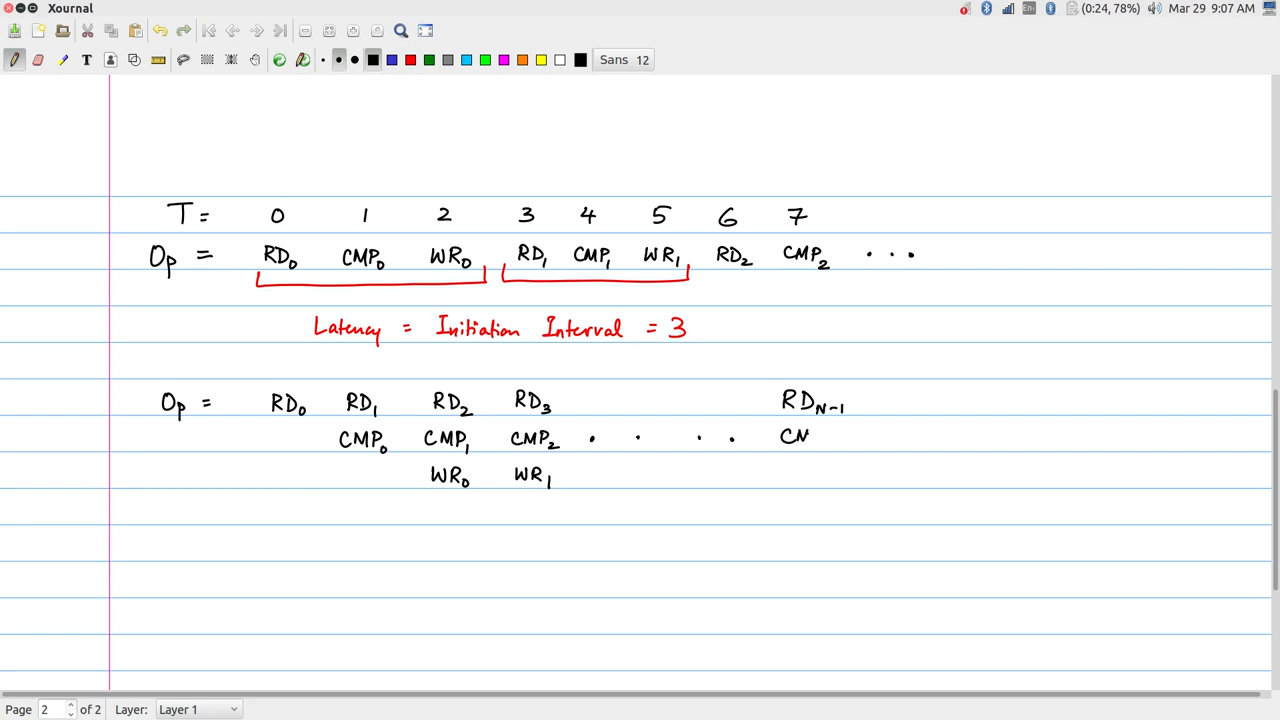 Xournal
(0:24, 78%) Mar 29 9:07 AM
Sans 12
T = 0 1 2 3 4 5 6 7
Op = RD₀ CMP₀ WR₀ RD₁ CMP₁ WR₁ RD₂ CMP₂ ...
Latency = Initiation Interval = 3
Op = RD₀ RD₁ RD₂ RD₃ RD_N-1
CMP₀ CMP₁ CMP₂ . . . . CM
WR₀ WR₁
Page 2 of 2 Layer: Layer 1